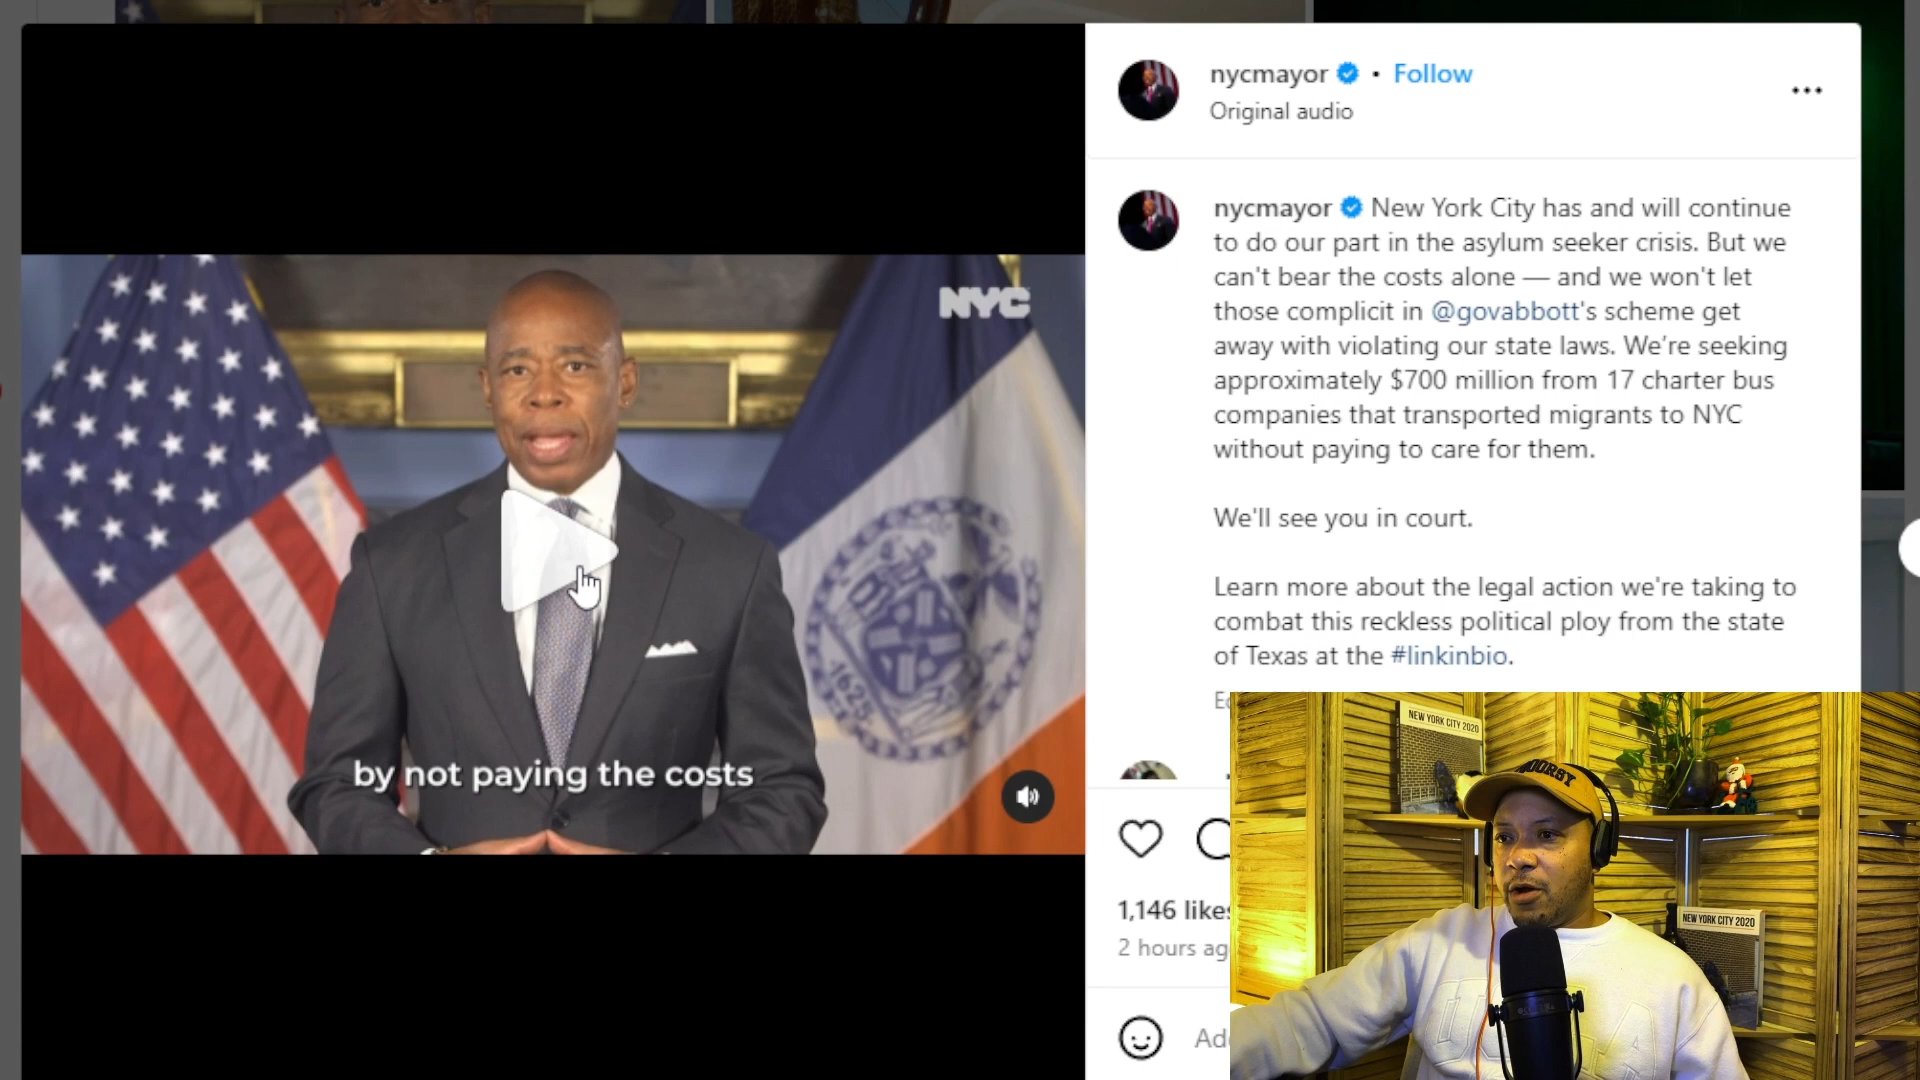 nycmayor • Follow
Original audio
nycmayor New York City has and will continue
to do our part in the asylum seeker crisis. But we
can't bear the costs alone — and we won't let
those complicit in @govabbott's scheme get
away with violating our state laws. We're seeking
approximately $700 million from 17 charter bus
companies that transported migrants to NYC
without paying to care for them.
We'll see you in court.
Learn more about the legal action we're taking to
combat this reckless political ploy from the state
of Texas at the #linkinbio.
NYC
1625
by not paying the costs
1,146 likes
2 hours ag
Ad
NEW YORK CITY 2020
NEW YORK CITY 2020